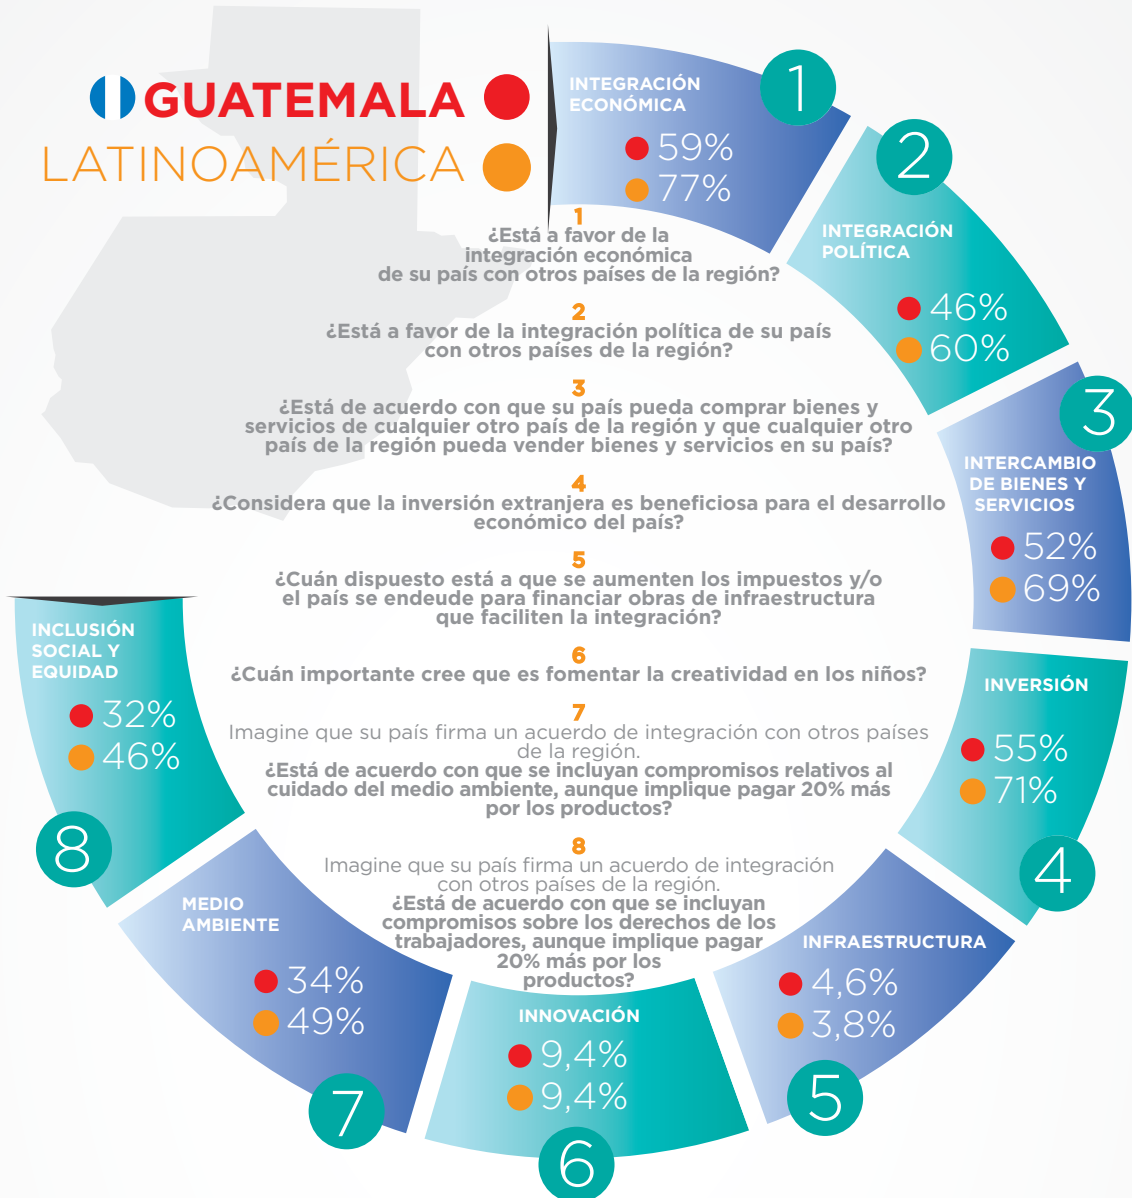 GUATEMALA
LATINOAMÉRICA
1
INTEGRACIÓN
ECONÓMICA
59%
77%
2
INTEGRACIÓN
POLÍTICA
46%
60%
3
INTERCAMBIO
DE BIENES Y
SERVICIOS
52%
69%
4
INVERSIÓN
55%
71%
5
INFRAESTRUCTURA
4,6%
3,8%
6
INNOVACIÓN
9,4%
9,4%
7
MEDIO
AMBIENTE
34%
49%
8
INCLUSIÓN
SOCIAL Y
EQUIDAD
32%
46%
1
¿Está a favor de la
integración económica
de su país con otros países de la región?
2
¿Está a favor de la integración política de su país
con otros países de la región?
3
¿Está de acuerdo con que su país pueda comprar bienes y
servicios de cualquier otro país de la región y que cualquier otro
país de la región pueda vender bienes y servicios en su país?
4
¿Considera que la inversión extranjera es beneficiosa para el desarrollo
económico del país?
5
¿Cuán dispuesto está a que se aumenten los impuestos y/o
el país se endeude para financiar obras de infraestructura
que faciliten la integración?
6
¿Cuán importante cree que es fomentar la creatividad en los niños?
7
Imagine que su país firma un acuerdo de integración con otros países
de la región.
¿Está de acuerdo con que se incluyan compromisos relativos al
cuidado del medio ambiente, aunque implique pagar 20% más
por los productos?
8
Imagine que su país firma un acuerdo de integración
con otros países de la región.
¿Está de acuerdo con que se incluyan
compromisos sobre los derechos de los
trabajadores, aunque implique pagar
20% más por los
productos?